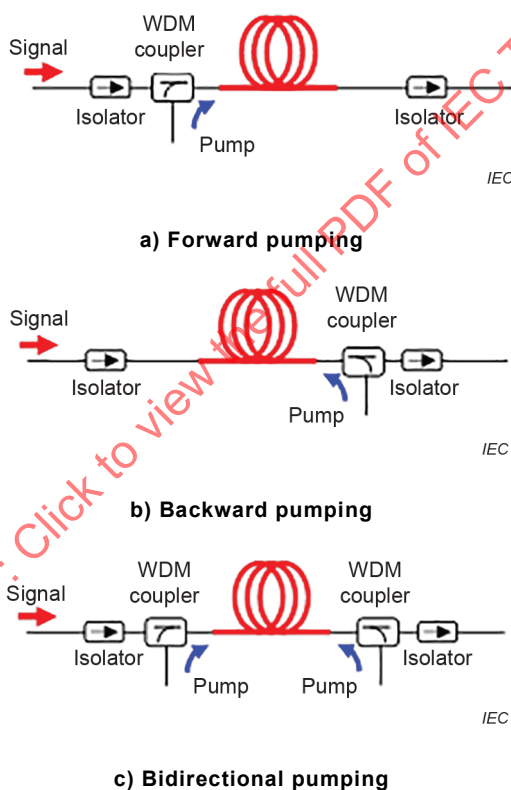 WDM
coupler
Signal
Isolator
Pump
Isolator
IEC
a) Forward pumping
WDM
coupler
Signal
Isolator
Pump
Isolator
IEC
b) Backward pumping
WDM
coupler
WDM
coupler
Signal
Isolator
Pump
Pump
Isolator
IEC
c) Bidirectional pumping
: Click to view the full PDF of IEC T